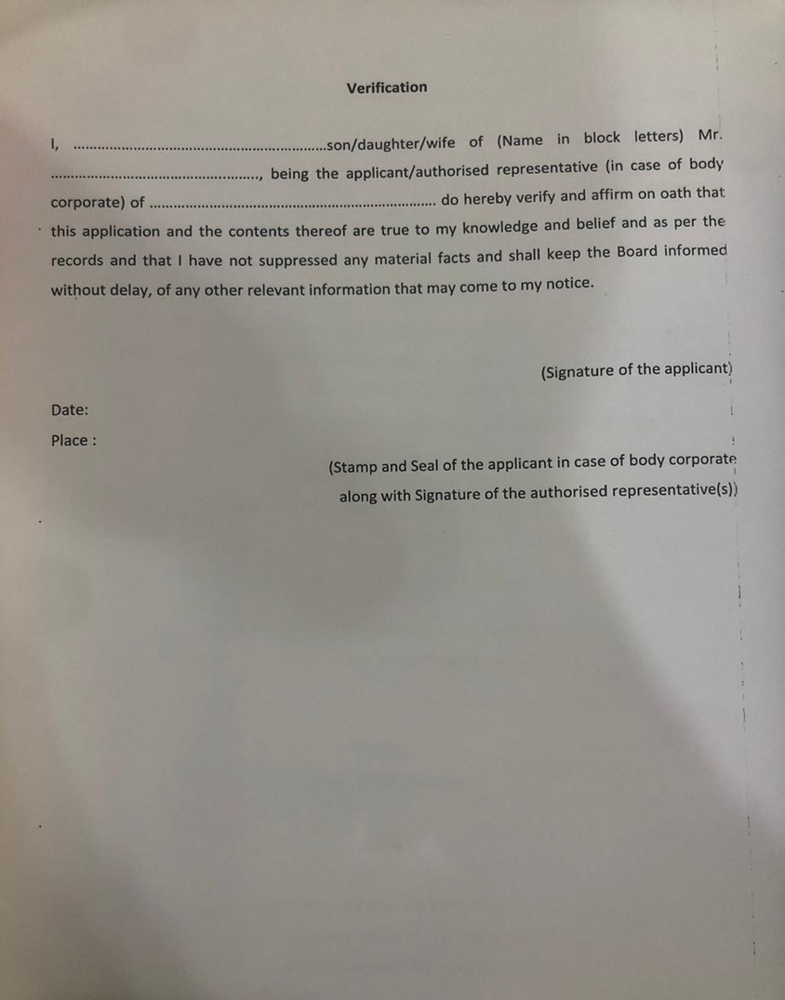 Verification
I, ................................................................son/daughter/wife of (Name in block letters) Mr.
....................................................., being the applicant/authorised representative (in case of body
corporate) of ........................................................................ do hereby verify and affirm on oath that
this application and the contents thereof are true to my knowledge and belief and as per the
records and that I have not suppressed any material facts and shall keep the Board informed
without delay, of any other relevant information that may come to my notice.
(Signature of the applicant)
Date:
Place :
(Stamp and Seal of the applicant in case of body corporate
along with Signature of the authorised representative(s))